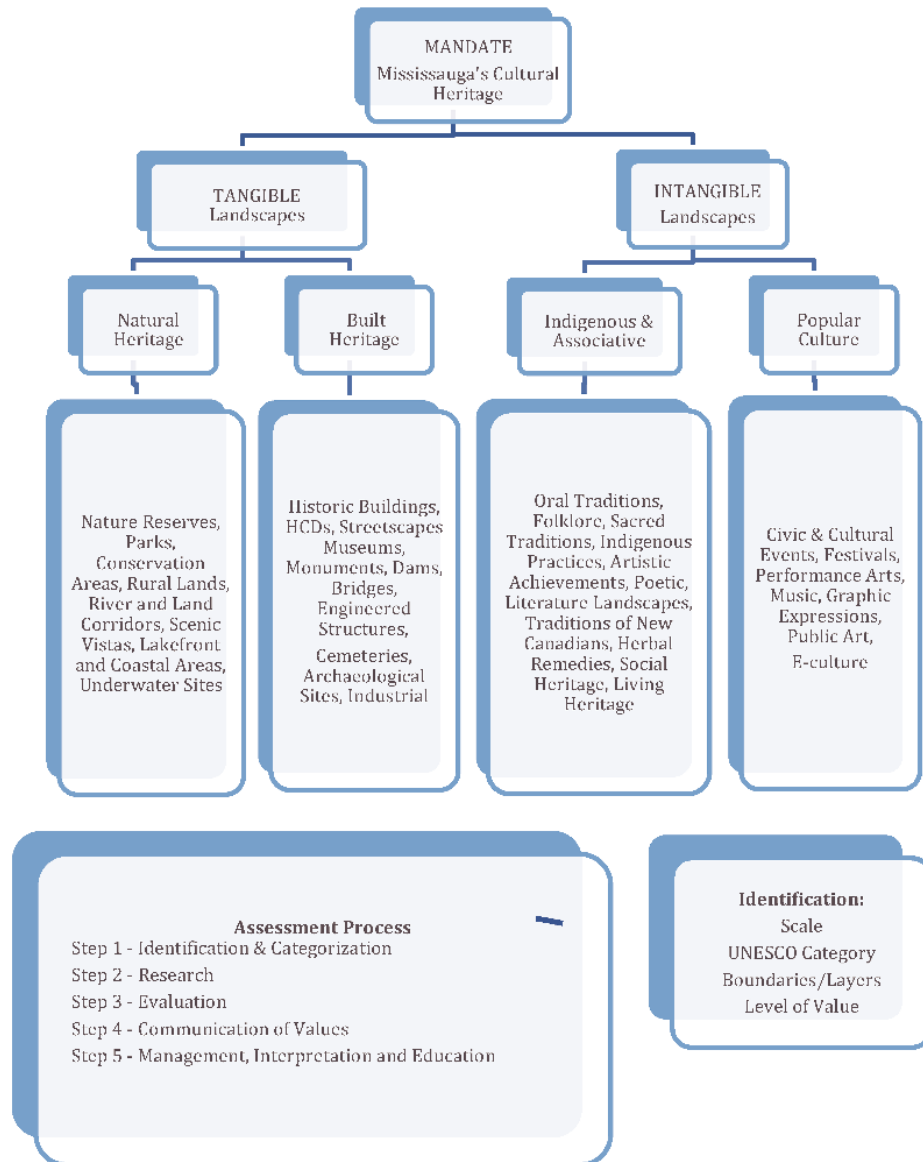 MANDATE
Mississauga's Cultural
Heritage
TANGIBLE
Landscapes
INTANGIBLE
Landscapes
Natural
Heritage
Built
Heritage
Indigenous &
Associative
Popular
Culture
Nature Reserves,
Parks,
Conservation
Areas, Rural Lands,
River and Land
Corridors, Scenic
Vistas, Lakefront
and Coastal Areas,
Underwater Sites
Historic Buildings,
HCDs, Streetscapes
Museums,
Monuments, Dams,
Bridges,
Engineered
Structures,
Cemeteries,
Archaeological
Sites, Industrial
Oral Traditions,
Folklore, Sacred
Traditions, Indigenous
Practices, Artistic
Achievements, Poetic,
Literature Landscapes,
Traditions of New
Canadians, Herbal
Remedies, Social
Heritage, Living
Heritage
Civic & Cultural
Events, Festivals,
Performance Arts,
Music, Graphic
Expressions,
Public Art,
E-culture
Assessment Process
Step 1 - Identification & Categorization
Step 2 - Research
Step 3 - Evaluation
Step 4 - Communication of Values
Step 5 - Management, Interpretation and Education
Identification:
Scale
UNESCO Category
Boundaries/Layers
Level of Value